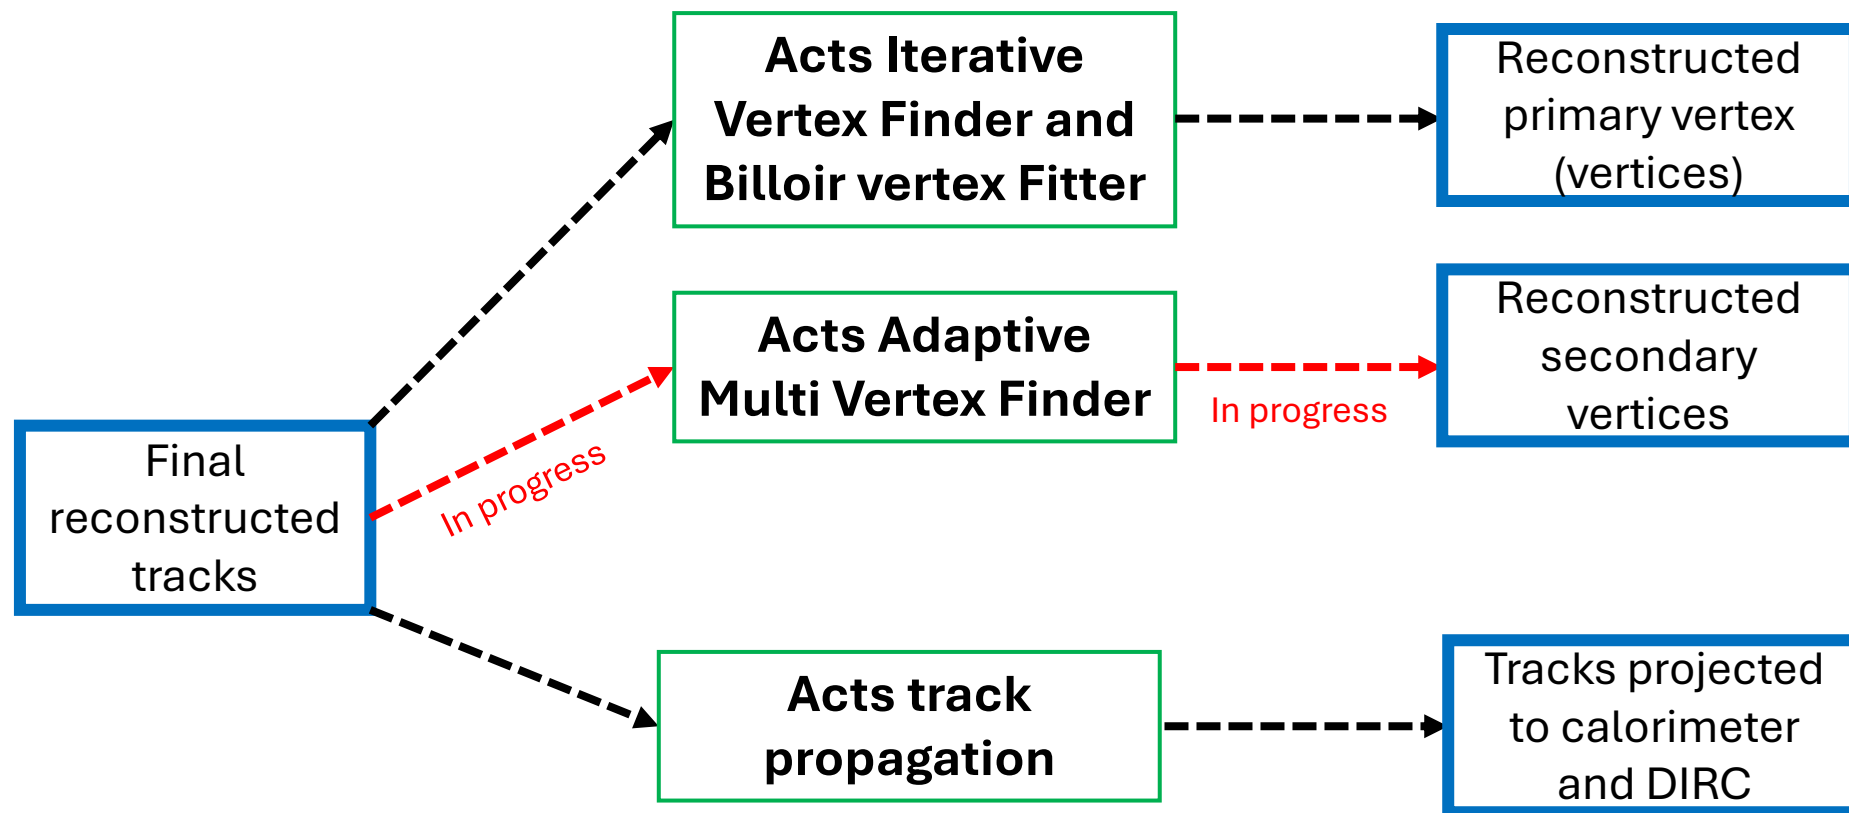 Acts Iterative
Vertex Finder and
Billoir vertex Fitter
Reconstructed
primary vertex
(vertices)
Acts Adaptive
Multi Vertex Finder
Reconstructed
secondary
vertices
In progress
In progress
Final
reconstructed
tracks
Acts track
propagation
Tracks projected
to calorimeter
and DIRC